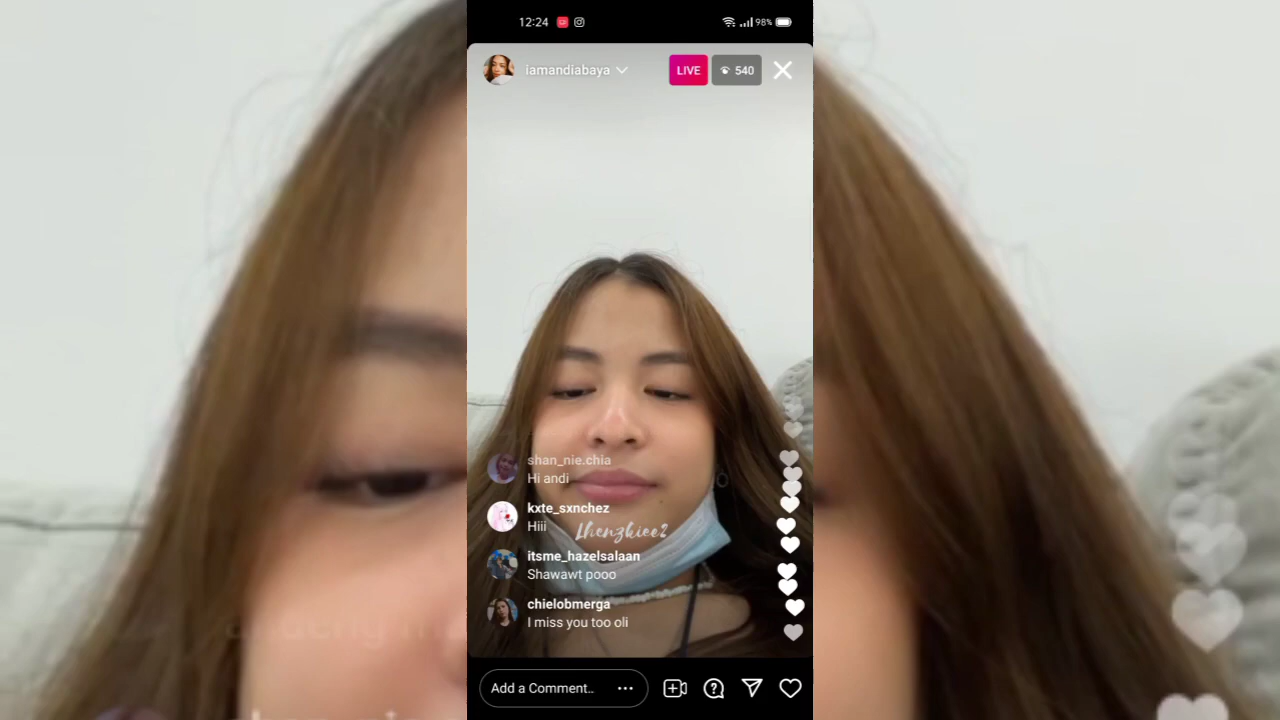 12:24
98%
iamandiabaya
LIVE
540
shan_nie.chia
Hi andi
kxte_sxnchez
Hiii
Lhenzkiee2
itsme_hazelsalaan
Shawawt pooo
chielobmerga
I miss you too oli
Add a Comment..